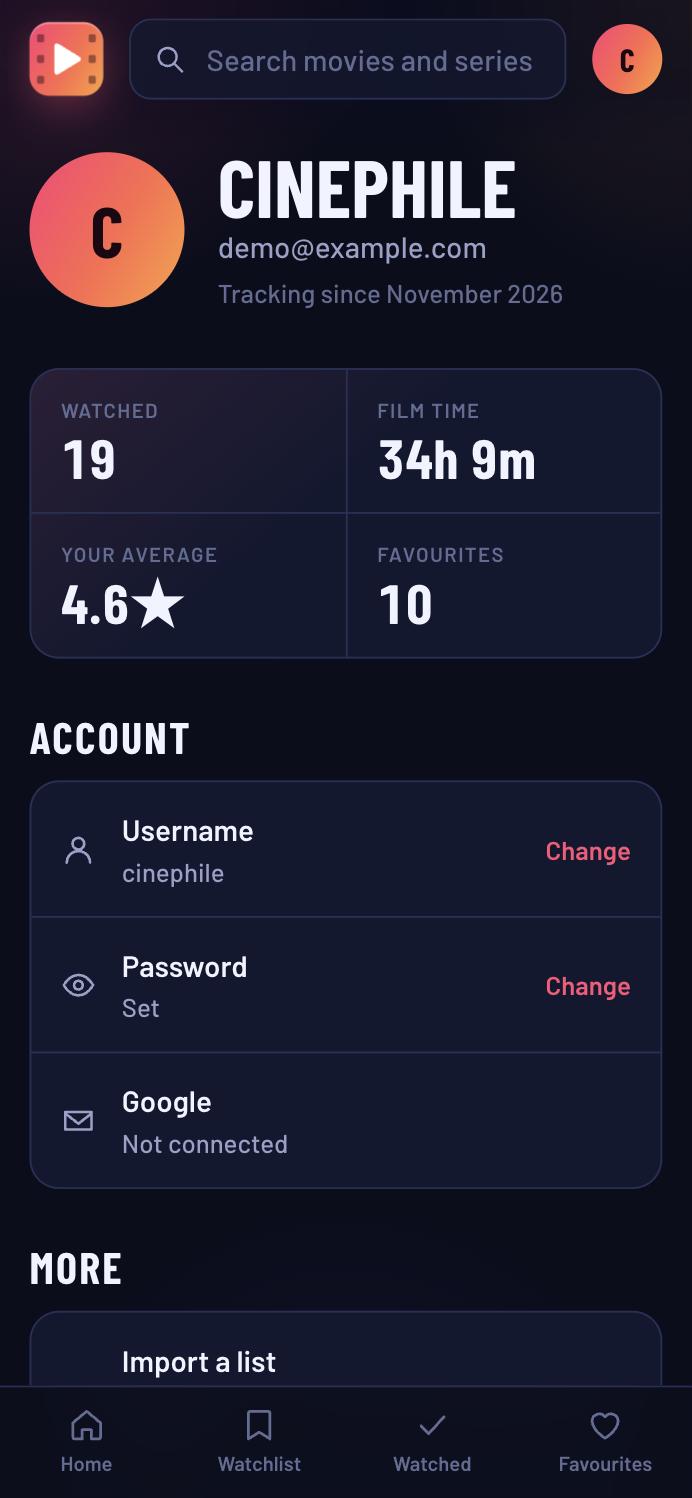 Search movies and series
C
C
CINEPHILE
demo@example.com
Tracking since November 2026
WATCHED
19
FILM TIME
34h 9m
YOUR AVERAGE
4.6★
FAVOURITES
10
ACCOUNT
Username
cinephile
Change
Password
Set
Change
Google
Not connected
MORE
Import a list
Home
Watchlist
Watched
Favourites